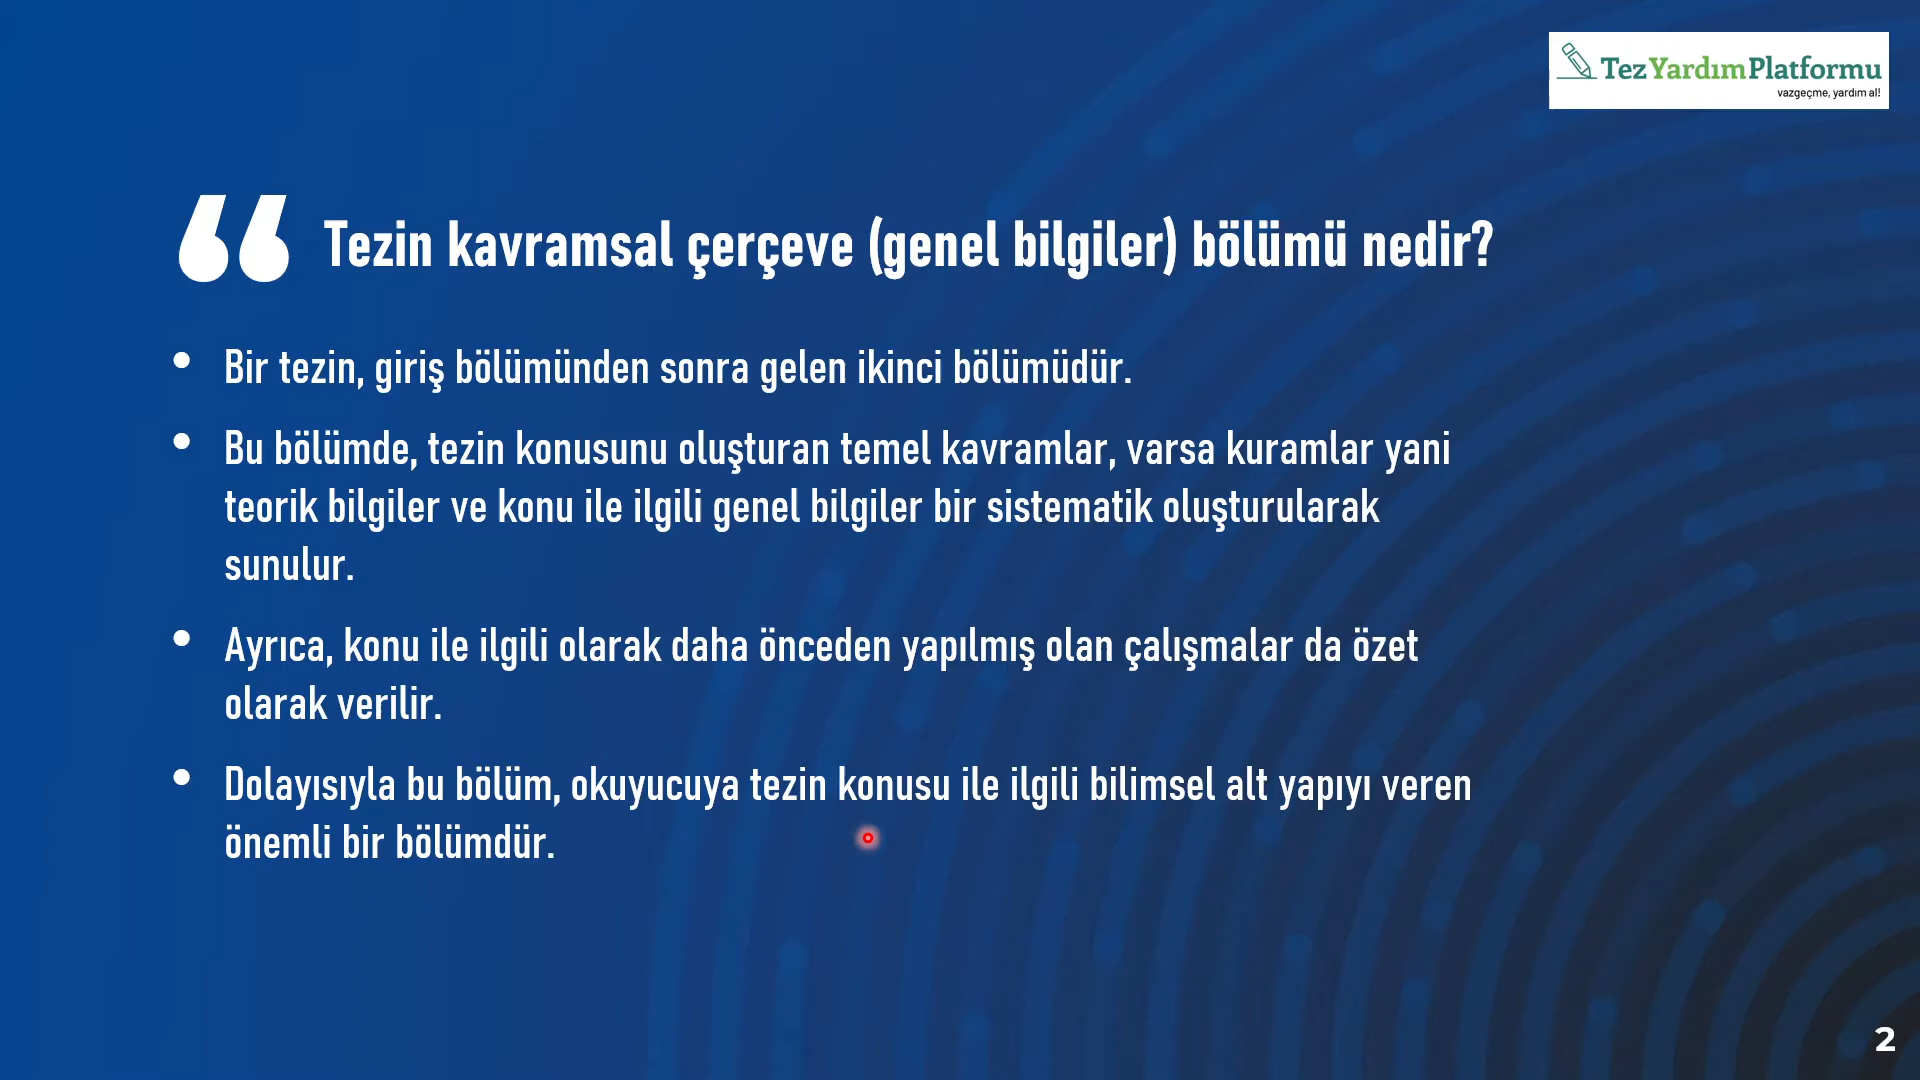 TezYardımPlatformu
vazgeçme, yardım al!
“ Tezin kavramsal çerçeve (genel bilgiler) bölümü nedir?
• Bir tezin, giriş bölümünden sonra gelen ikinci bölümüdür.
• Bu bölümde, tezin konusunu oluşturan temel kavramlar, varsa kuramlar yani
teorik bilgiler ve konu ile ilgili genel bilgiler bir sistematik oluşturularak
sunulur.
• Ayrıca, konu ile ilgili olarak daha önceden yapılmış olan çalışmalar da özet
olarak verilir.
• Dolayısıyla bu bölüm, okuyucuya tezin konusu ile ilgili bilimsel alt yapıyı veren
önemli bir bölümdür.
2